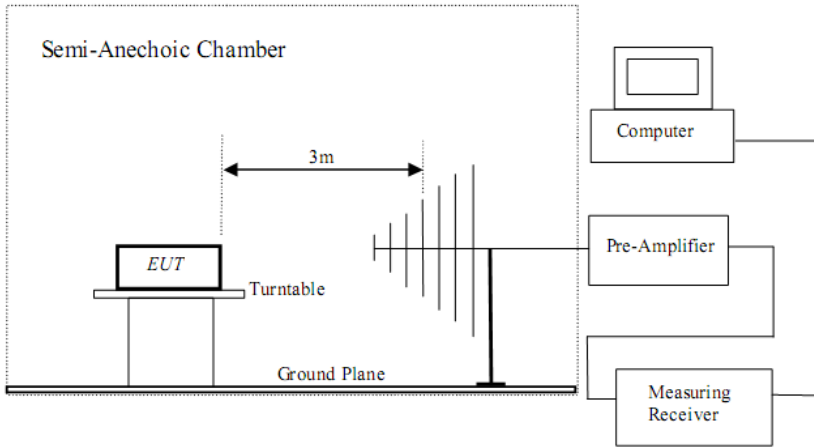 Semi-Anechoic Chamber
Computer
3m
Pre-Amplifier
EUT
Turntable
Ground Plane
Measuring
Receiver